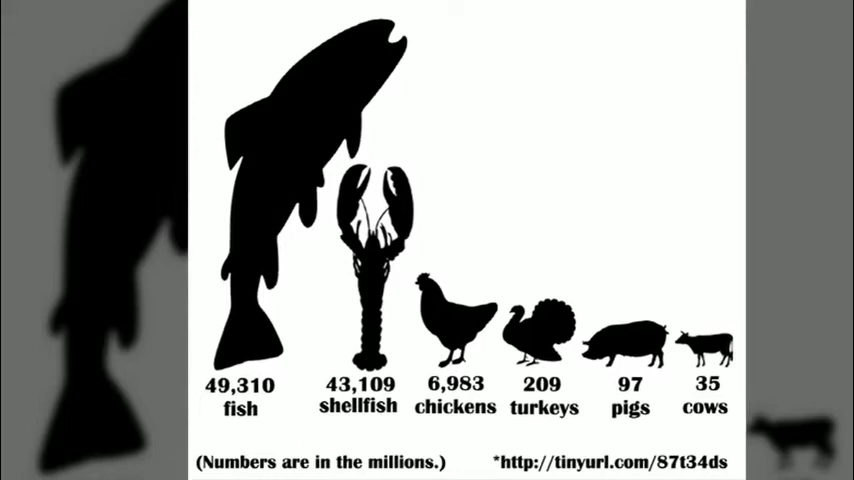 49,310 43,109 6,983 209 97 35
fish shellfish chickens turkeys pigs cows
(Numbers are in the millions.) *http://tinyurl.com/87t34ds